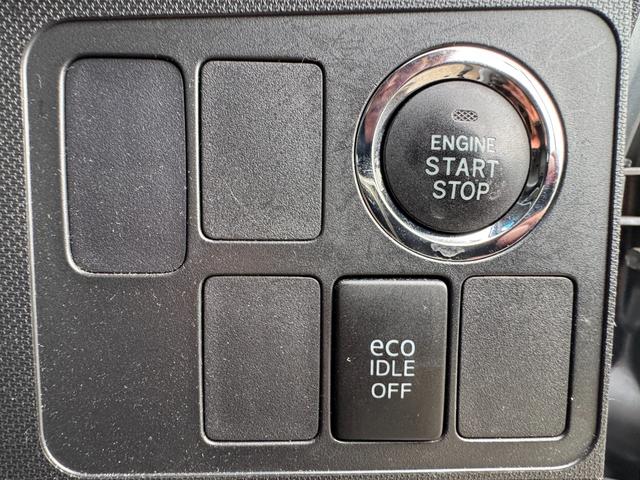 ENGINE
START
STOP
eco
IDLE
OFF